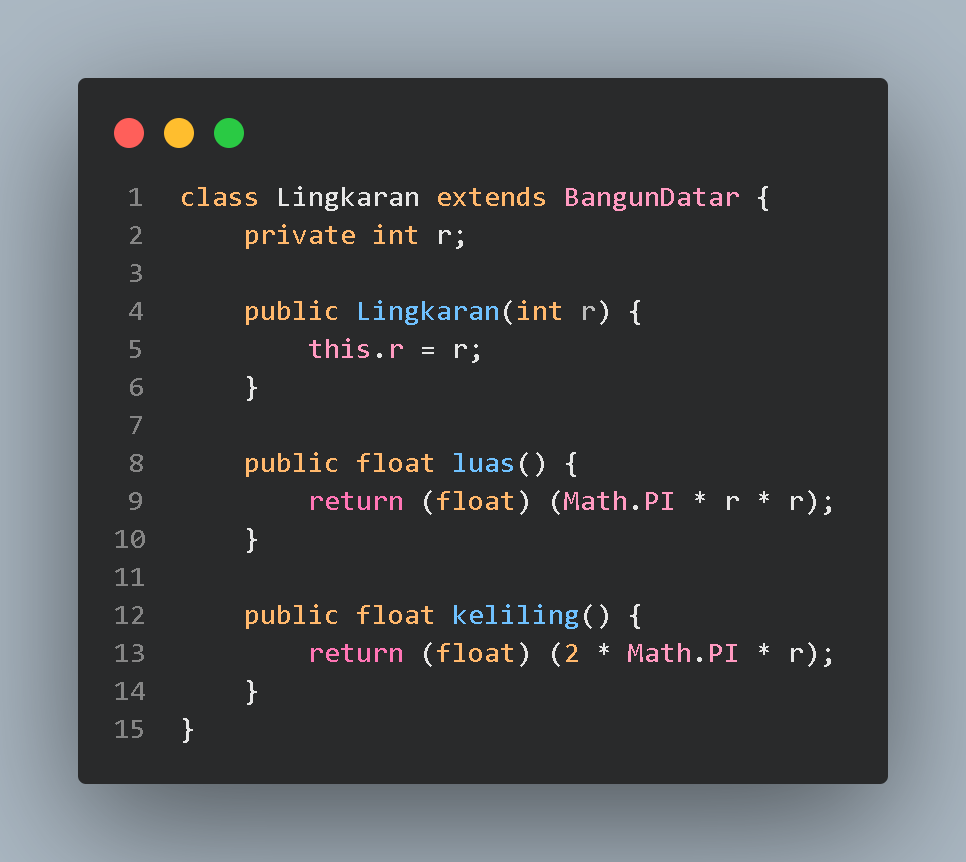 1 class Lingkaran extends BangunDatar {
2     private int r;
3
4     public Lingkaran(int r) {
5         this.r = r;
6     }
7
8     public float luas() {
9         return (float) (Math.PI * r * r);
10     }
11
12     public float keliling() {
13         return (float) (2 * Math.PI * r);
14     }
15 }